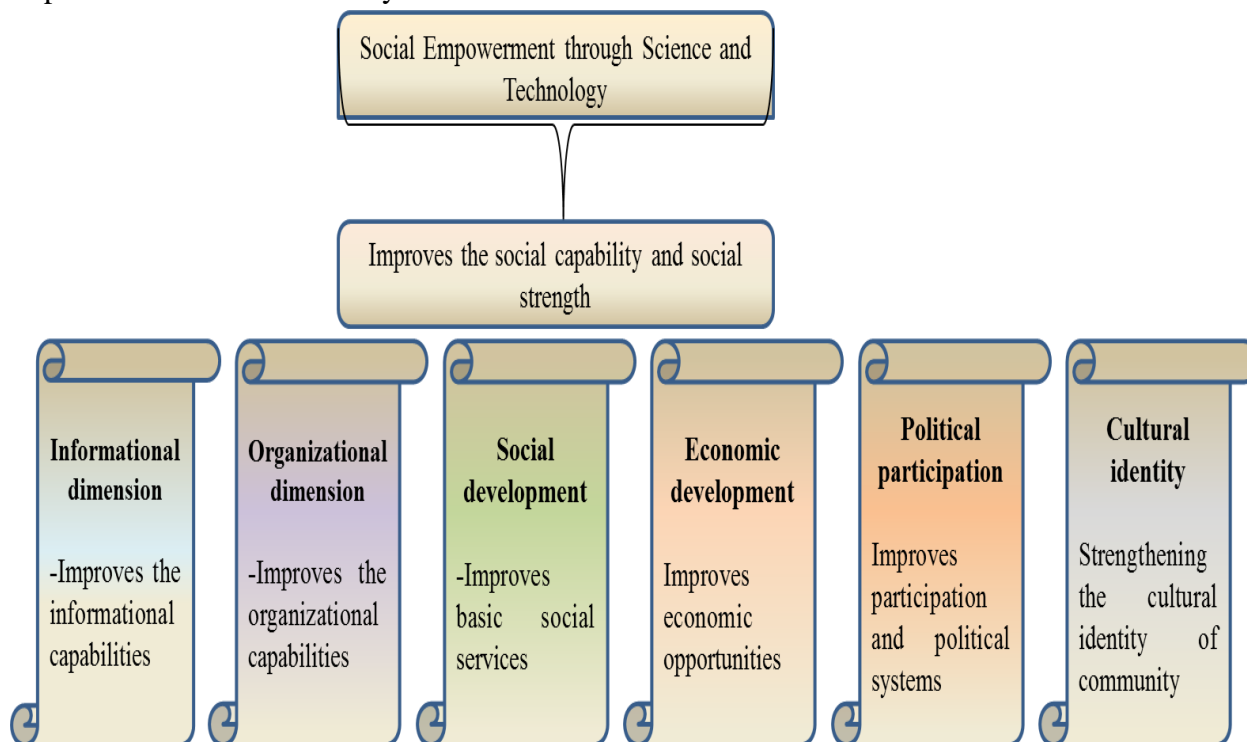 Social Empowerment through Science and
Technology
Improves the social capability and social
strength
Informational
dimension
-Improves the
informational
capabilities
Organizational
dimension
-Improves the
organizational
capabilities
Social
development
-Improves
basic social
services
Economic
development
Improves
economic
opportunities
Political
participation
Improves
participation
and political
systems
Cultural
identity
Strengthening
the cultural
identity of
community